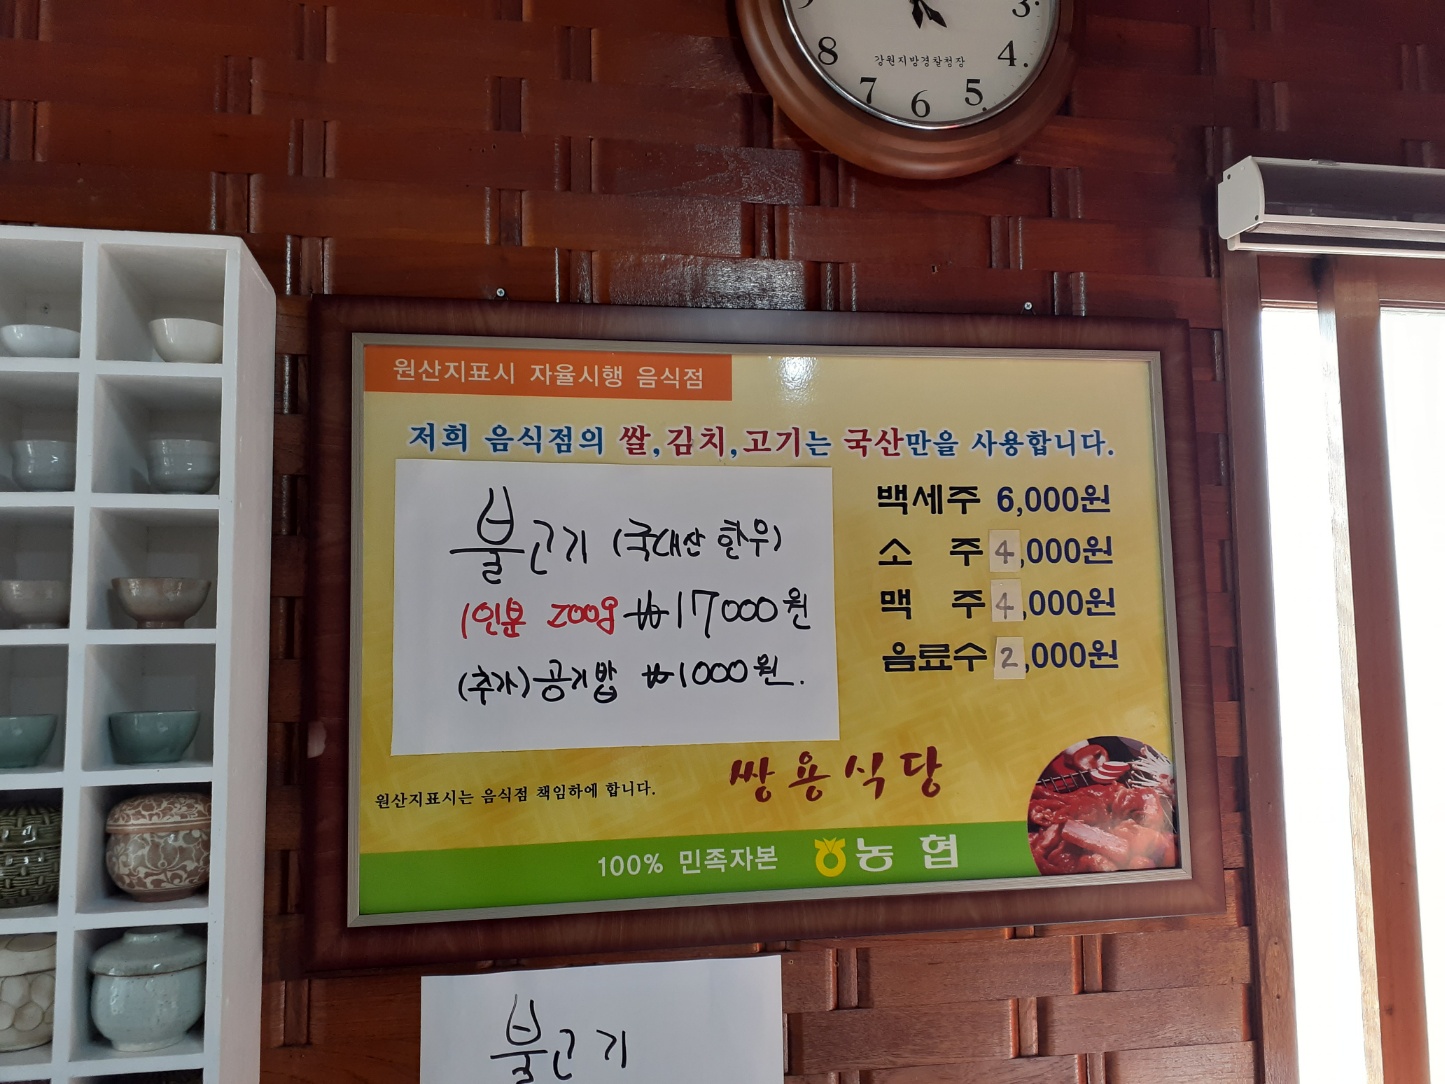 3
8
4
강원지방경찰청장
7
5
6
원산지표시 자율시행 음식점
저희 음식점의 쌀,김치,고기는 국산만을 사용합니다.
불고기 (국내산 한우)
1인분 200g ₩17000원
(추가)공기밥 ₩1000원.
백세주 6,000원
소 주 4,000원
맥 주 4,000원
음료수 2,000원
쌍용식당
원산지표시는 음식점 책임하에 합니다.
100% 민족자본 농협
불고기